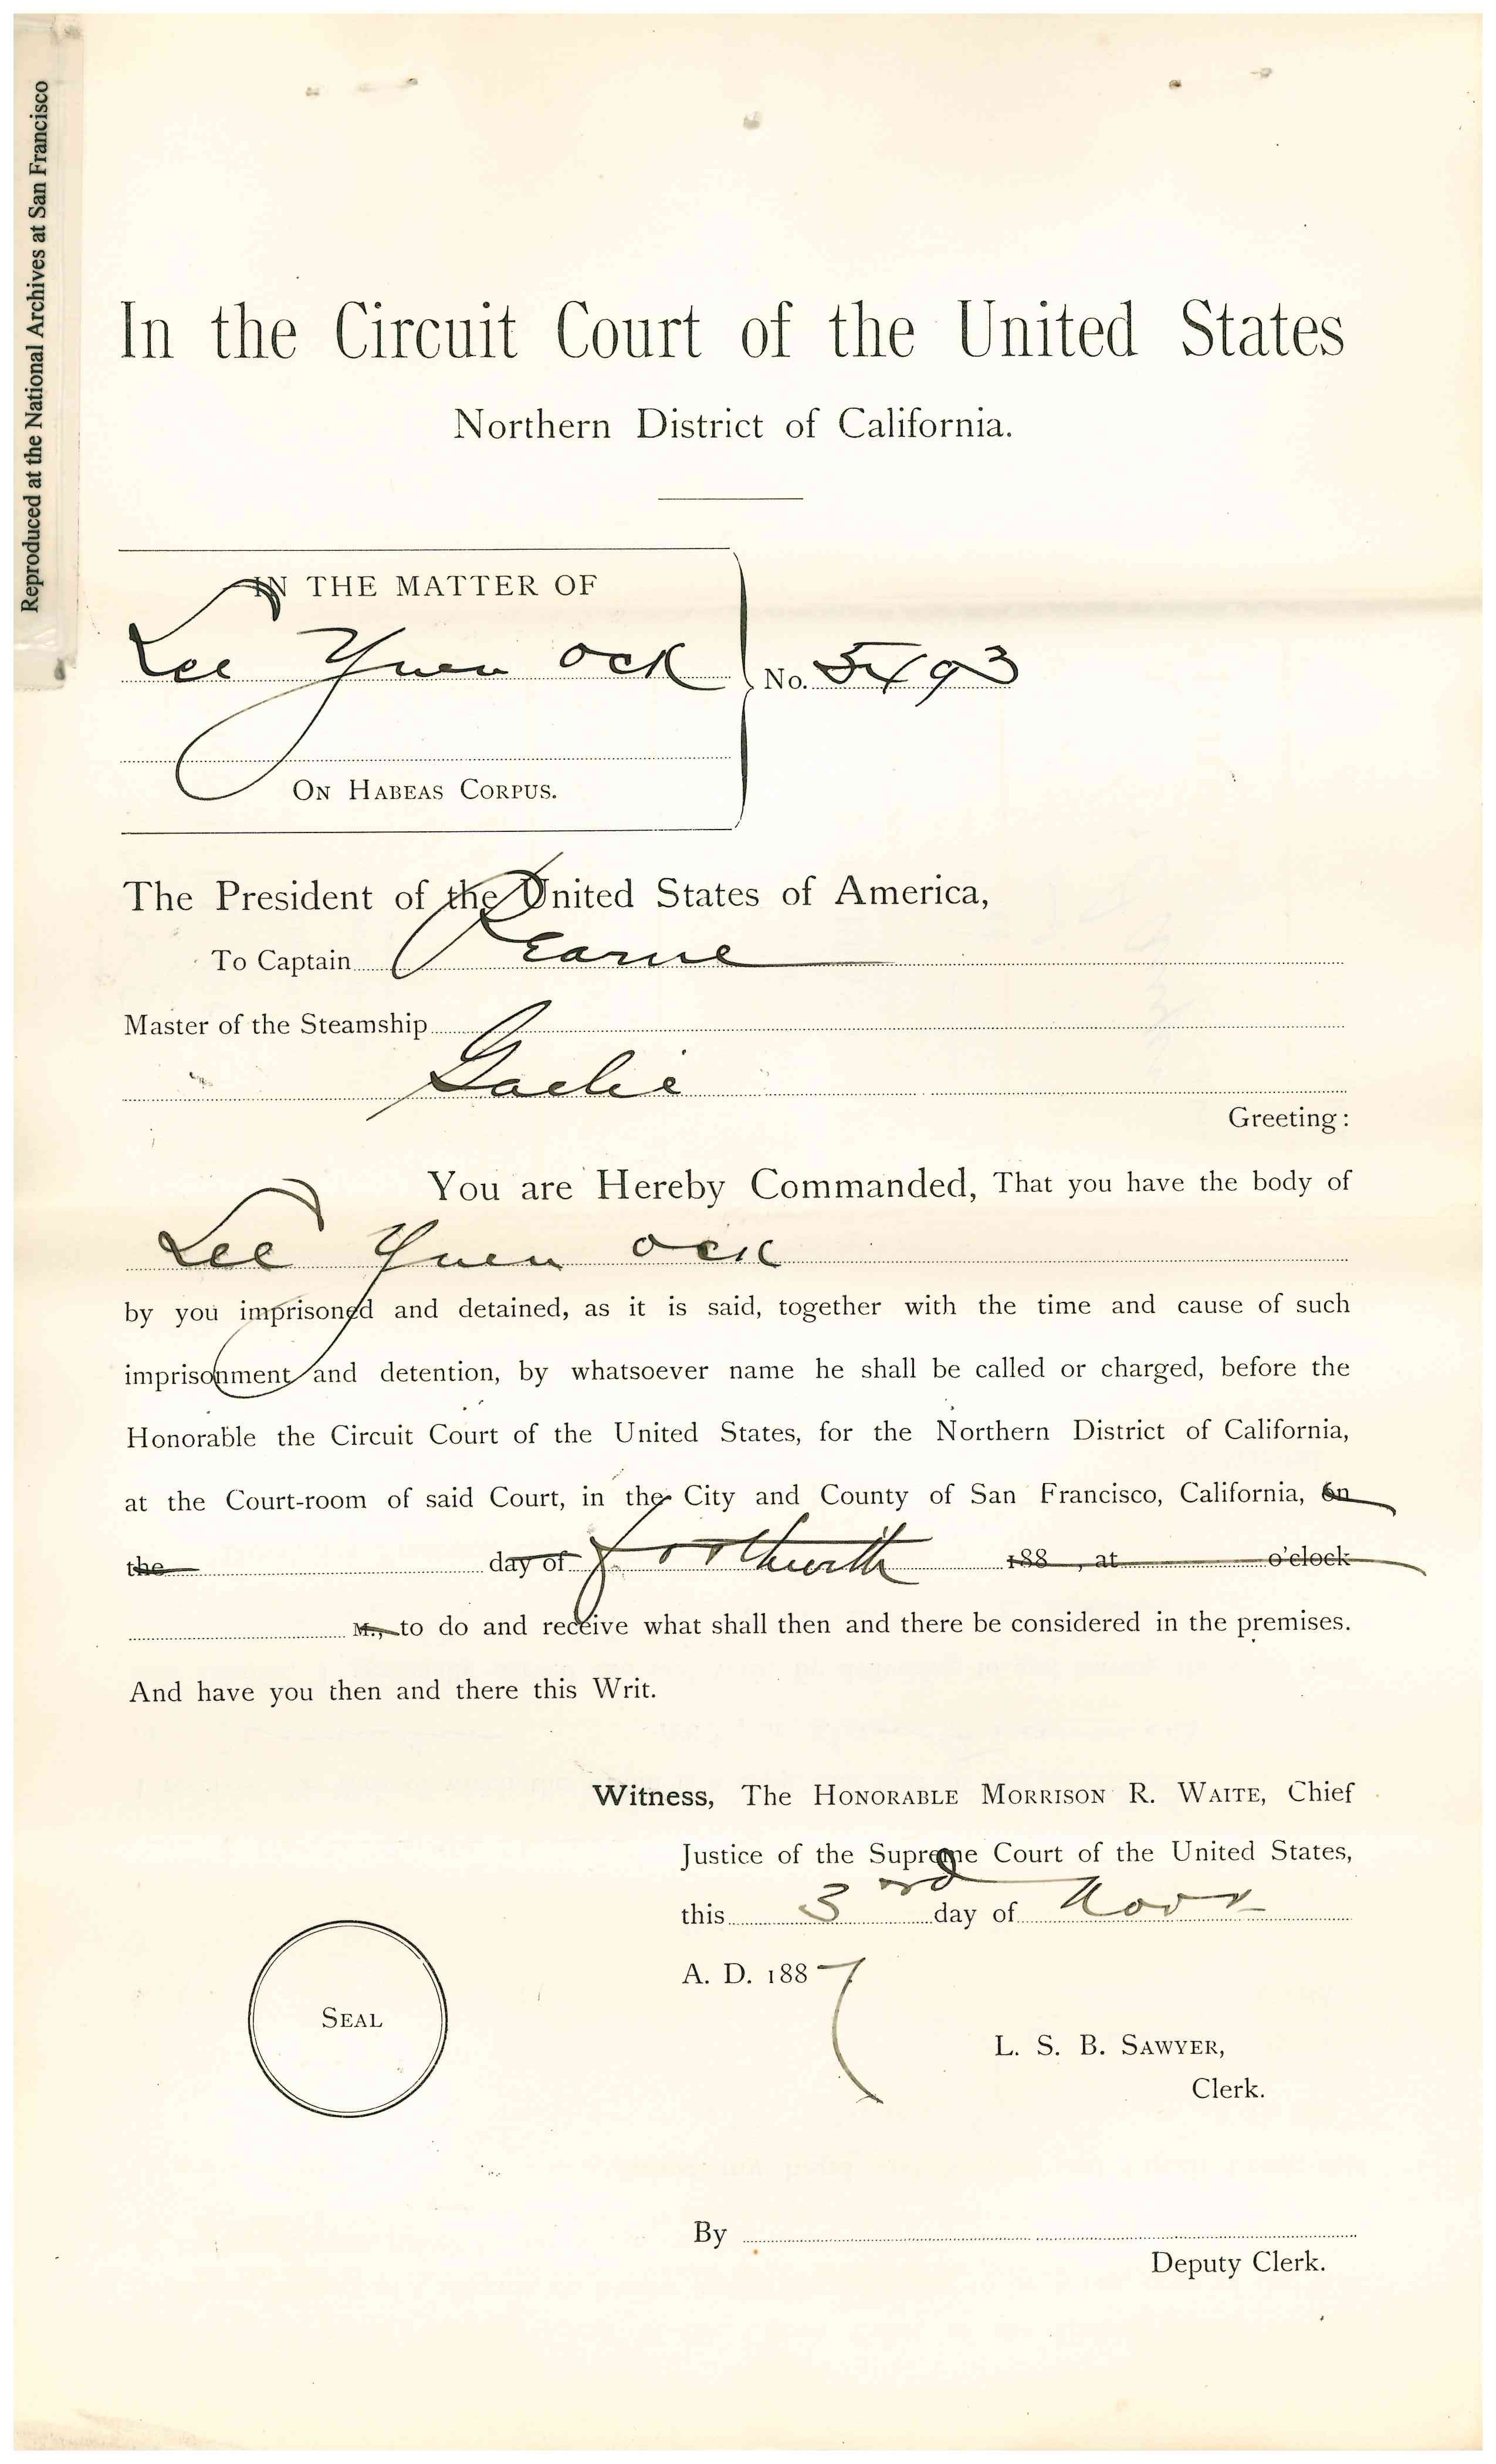 Reproduced at the National Archives at San Francisco
In the Circuit Court of the United States
Northern District of California.
IN THE MATTER OF
Lee Yuen Ock
No. 5493
ON HABEAS CORPUS.
The President of the United States of America,
To Captain Pearne
Master of the Steamship
Gaelic
Greeting:
You are Hereby Commanded, That you have the body of
Lee Yuen Ock
by you imprisoned and detained, as it is said, together with the time and cause of such
imprisonment and detention, by whatsoever name he shall be called or charged, before the
Honorable the Circuit Court of the United States, for the Northern District of California,
at the Court-room of said Court, in the City and County of San Francisco, California, on
the day of forthwith 188 , at o'clock
M., to do and receive what shall then and there be considered in the premises.
And have you then and there this Writ.
Witness, The HONORABLE MORRISON R. WAITE, Chief
Justice of the Supreme Court of the United States,
this 3rd day of Novr
A. D. 1887
SEAL
L. S. B. SAWYER,
Clerk.
By
Deputy Clerk.